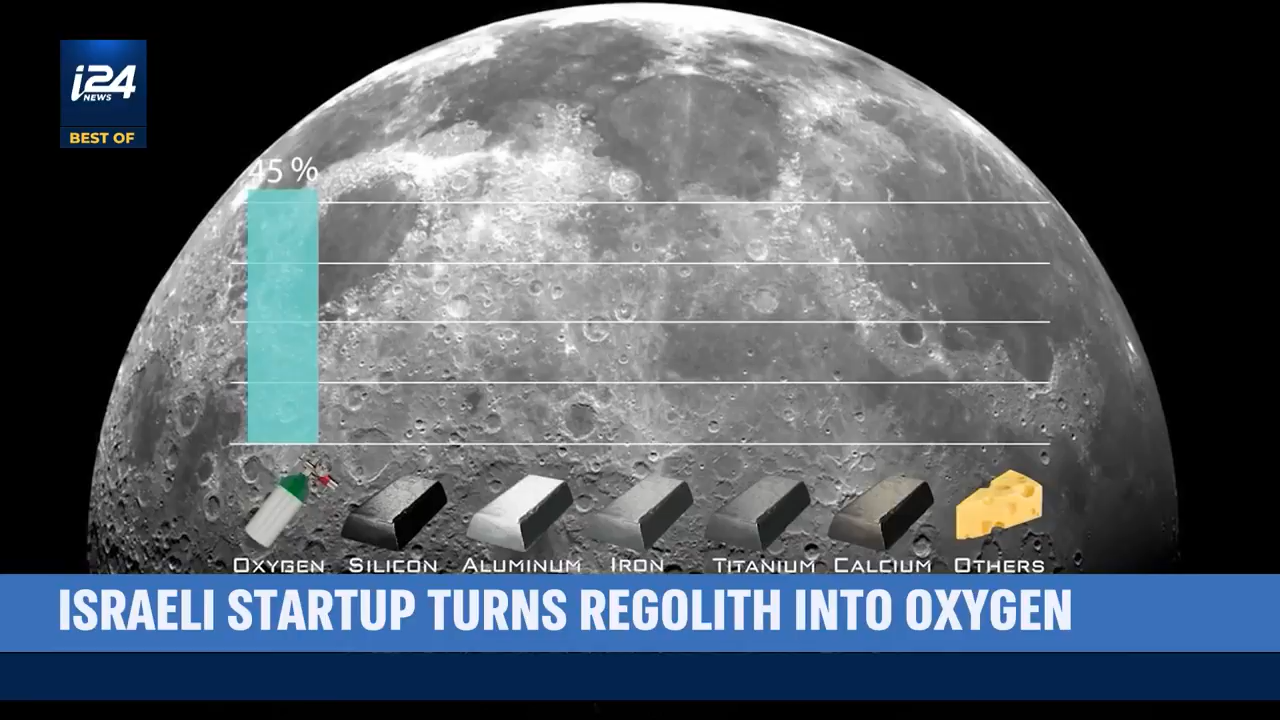 i24
NEWS
BEST OF
45 %
OXYGEN SILICON ALUMINUM IRON TITANIUM CALCIUM OTHERS
ISRAELI STARTUP TURNS REGOLITH INTO OXYGEN